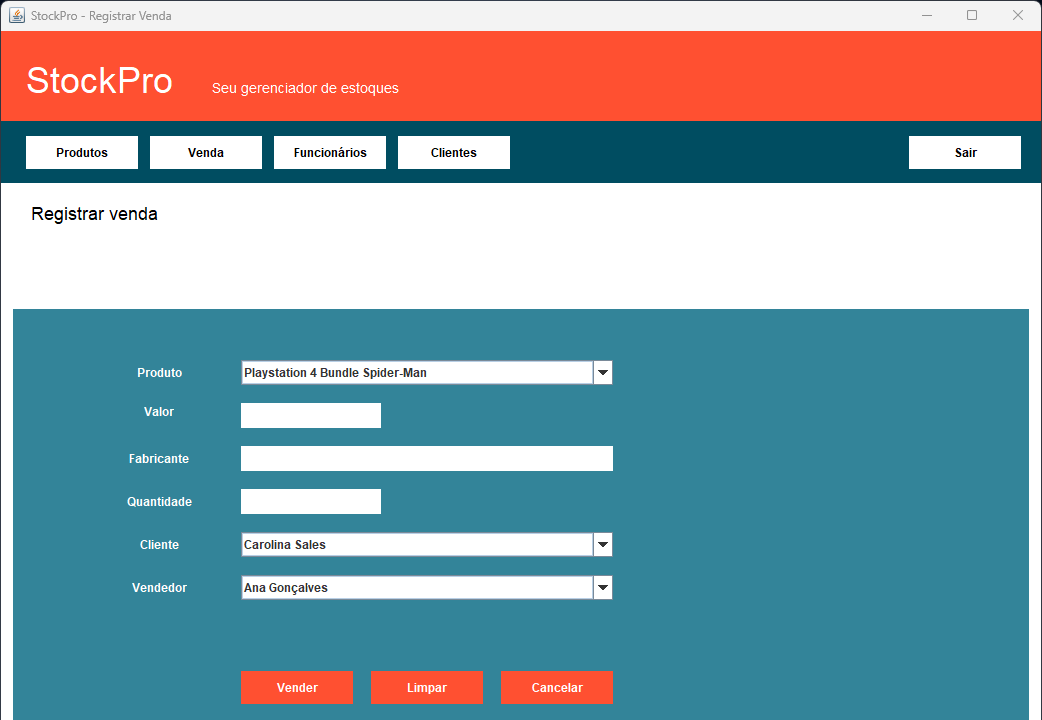 StockPro - Registrar Venda
StockPro
Seu gerenciador de estoques
Produtos
Venda
Funcionários
Clientes
Sair
Registrar venda
Produto
Playstation 4 Bundle Spider-Man
Valor
Fabricante
Quantidade
Cliente
Carolina Sales
Vendedor
Ana Gonçalves
Vender
Limpar
Cancelar